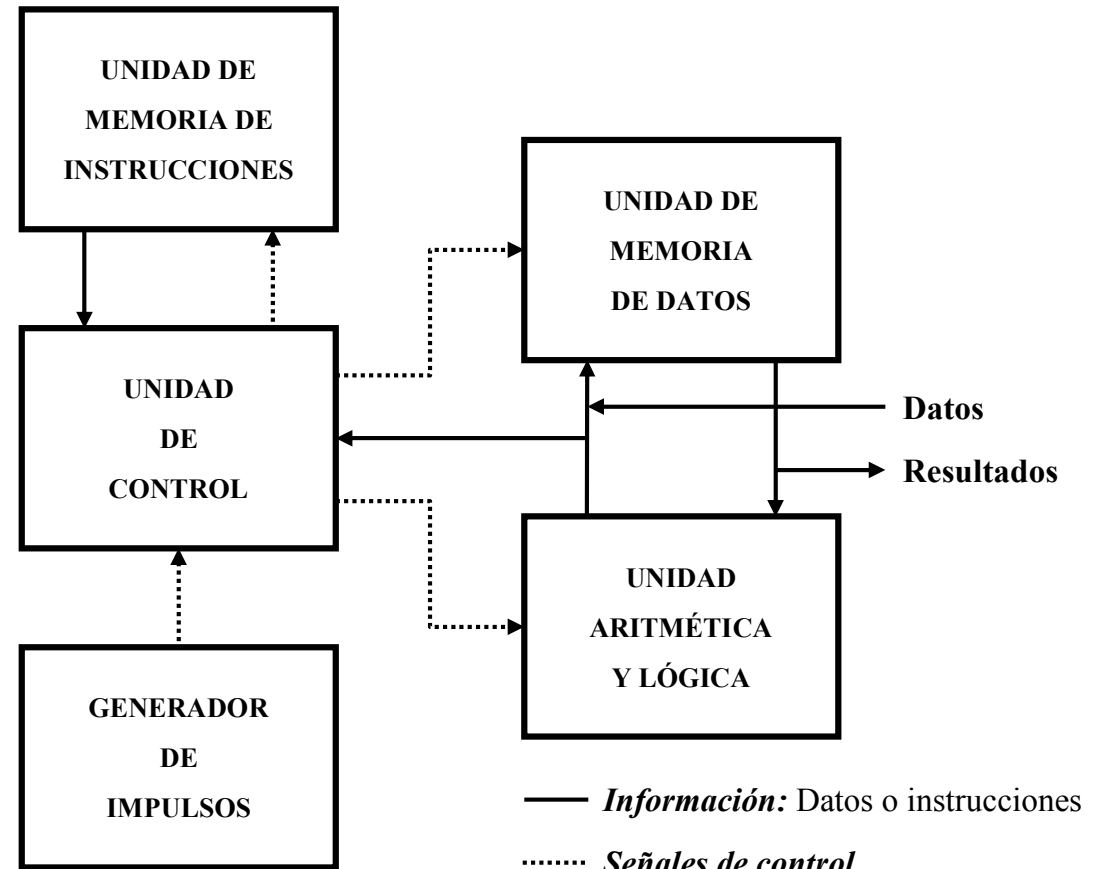 UNIDAD DE
MEMORIA DE
INSTRUCCIONES
UNIDAD DE
MEMORIA
DE DATOS
UNIDAD
DE
CONTROL
Datos
Resultados
UNIDAD
ARITMÉTICA
Y LÓGICA
GENERADOR
DE
IMPULSOS
Información: Datos o instrucciones
Señales de control